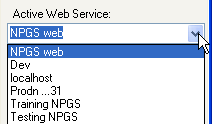 Active Web Service:
NPGS web
NPGS web
Dev
localhost
Prodn ...31
Training NPGS
Testing NPGS